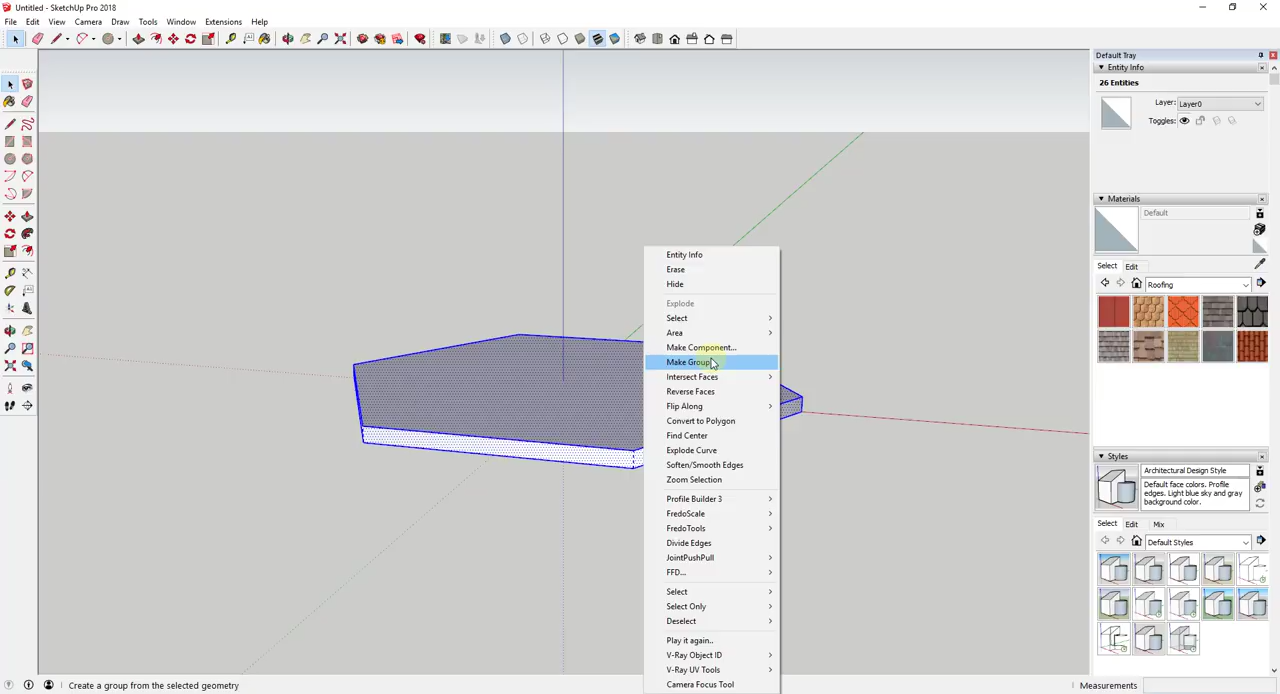 Untitled - SketchUp Pro 2018
File Edit View Camera Draw Tools Window Extensions Help
Default Tray
Entity Info
26 Entities
Layer: Layer0
Toggles:
Materials
Default
Select Edit
Roofing
Styles
Architectural Design Style
Default face colors. Profile
edges. Light blue sky and gray
background color.
Select Edit Mix
Default Styles
Entity Info
Erase
Hide
Explode
Select
Area
Make Component...
Make Group
Intersect Faces
Reverse Faces
Flip Along
Convert to Polygon
Find Center
Explode Curve
Soften/Smooth Edges
Zoom Selection
Profile Builder 3
FredoScale
FredoTools
Divide Edges
JointPushPull
FFD...
Select
Select Only
Deselect
Play it again..
V-Ray Object ID
V-Ray UV Tools
Camera Focus Tool
Create a group from the selected geometry
Measurements